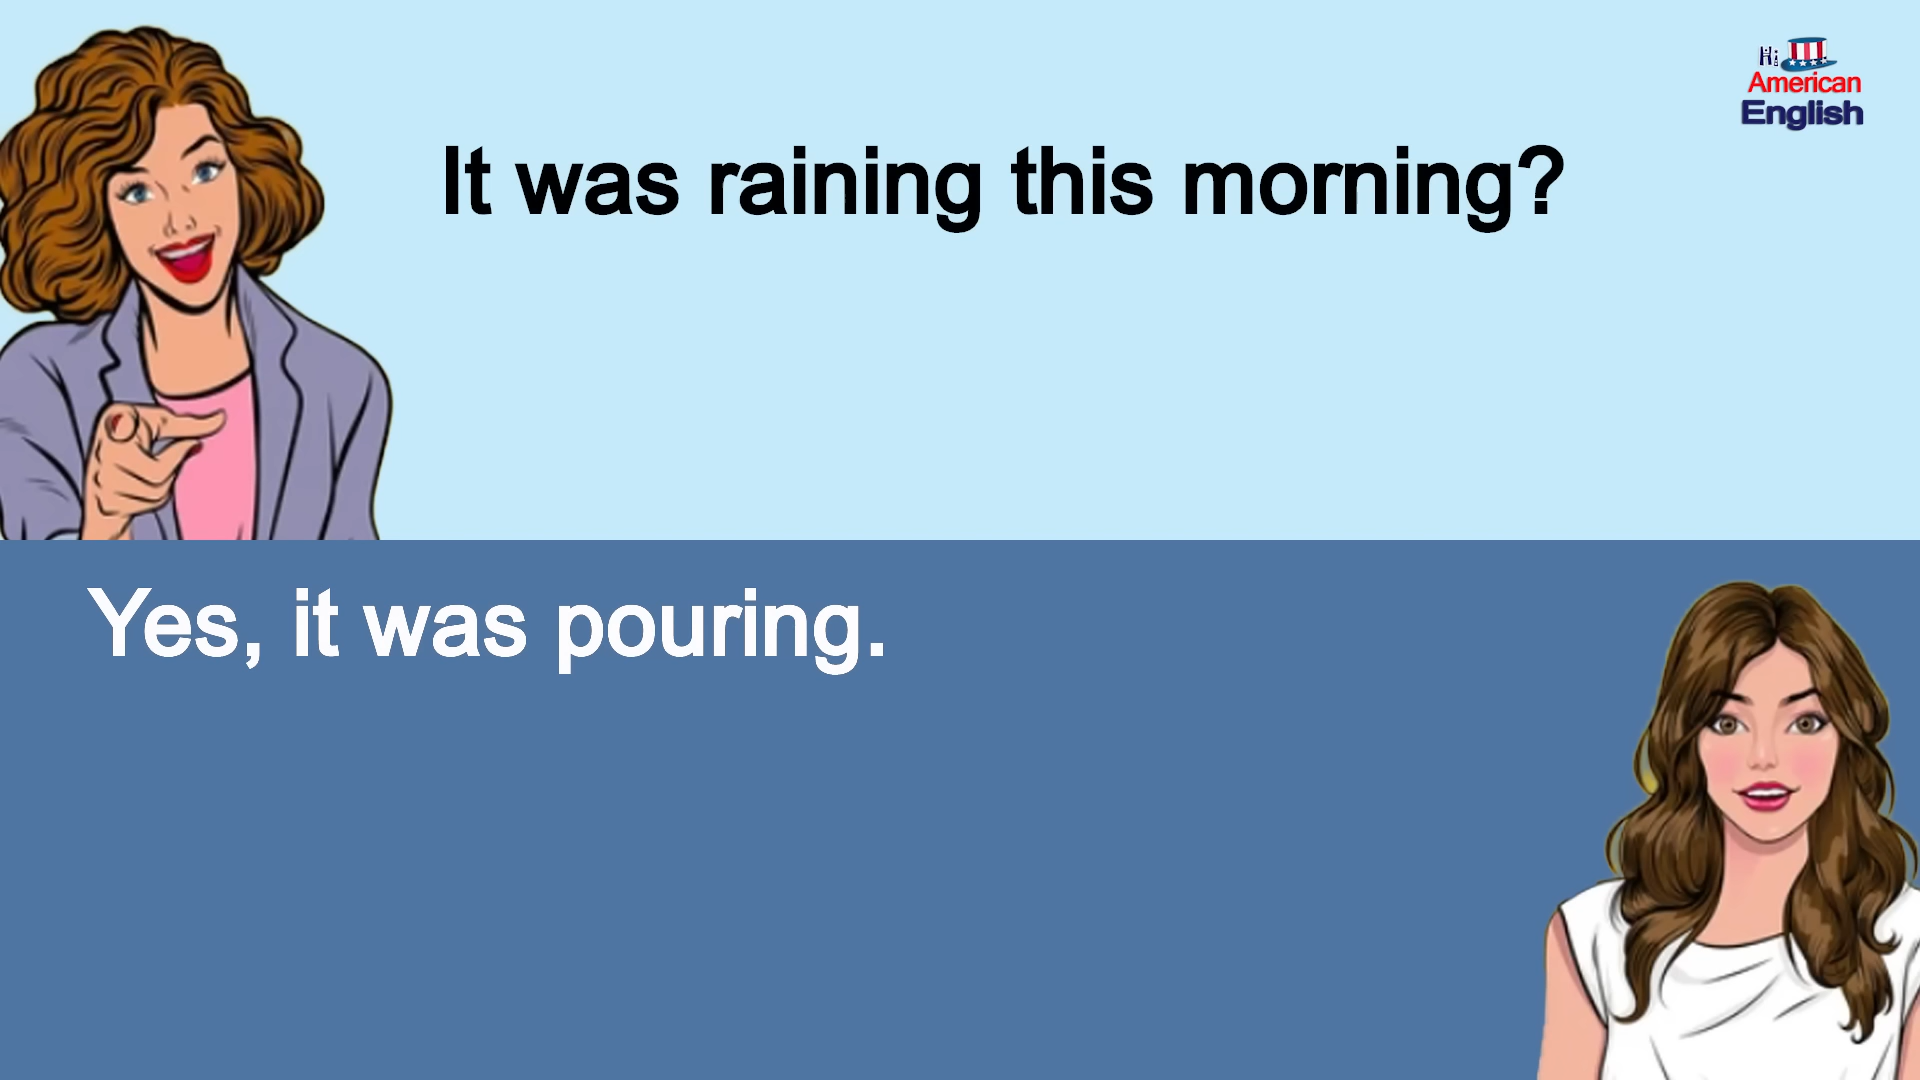 Hi
American
English
It was raining this morning?
Yes, it was pouring.